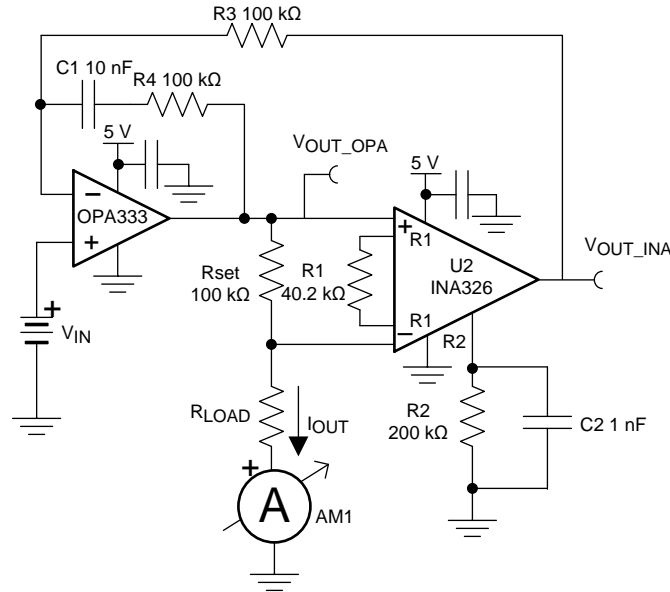 R3 100 kΩ
C1 10 nF
R4 100 kΩ
5 V
OPA333
−
+
+
V_IN
V_OUT_OPA
Rset
100 kΩ
R1
40.2 kΩ
5 V
+
R1
U2
INA326
R1
−
R2
V_OUT_INA
R_LOAD
I_OUT
R2
200 kΩ
C2 1 nF
+
A
AM1